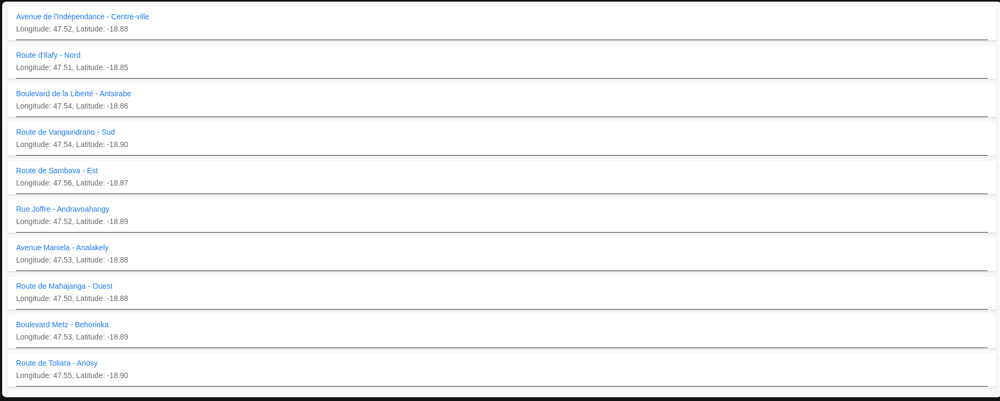 Avenue de l'Indépendance - Centre-ville
Longitude: 47.52, Latitude: -18.88
Route d'Ilafy - Nord
Longitude: 47.51, Latitude: -18.85
Boulevard de la Liberté - Antsirabe
Longitude: 47.54, Latitude: -18.86
Route de Vangaindrano - Sud
Longitude: 47.54, Latitude: -18.90
Route de Sambava - Est
Longitude: 47.56, Latitude: -18.87
Rue Joffre - Andravoahangy
Longitude: 47.52, Latitude: -18.89
Avenue Maniela - Analakely
Longitude: 47.53, Latitude: -18.88
Route de Mahajanga - Ouest
Longitude: 47.50, Latitude: -18.88
Boulevard Metz - Behoririka
Longitude: 47.53, Latitude: -18.89
Route de Toliara - Anosy
Longitude: 47.55, Latitude: -18.90